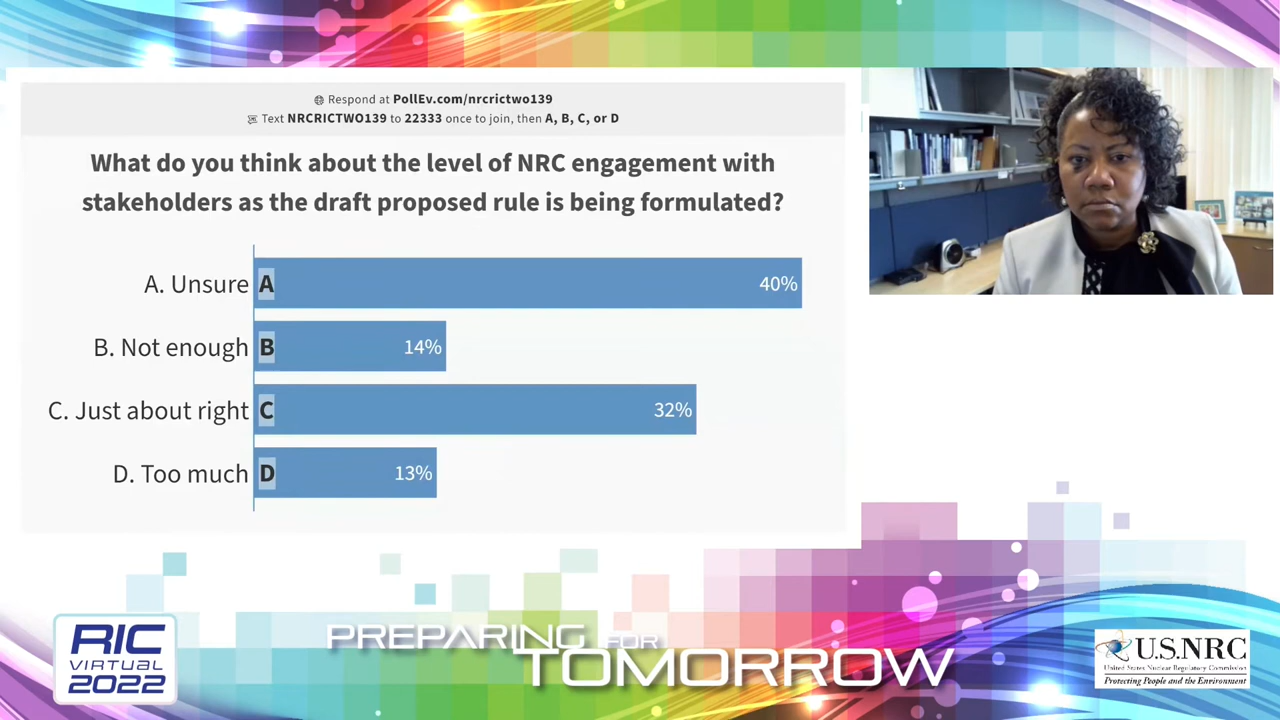 Respond at PollEv.com/nrcrictwo139
Text NRCRICTWO139 to 22333 once to join, then A, B, C, or D
What do you think about the level of NRC engagement with
stakeholders as the draft proposed rule is being formulated?
A. Unsure A 40%
B. Not enough B 14%
C. Just about right C 32%
D. Too much D 13%
RIC
VIRTUAL
2022
PREPARING FOR
TOMORROW
U.S.NRC
United States Nuclear Regulatory Commission
Protecting People and the Environment